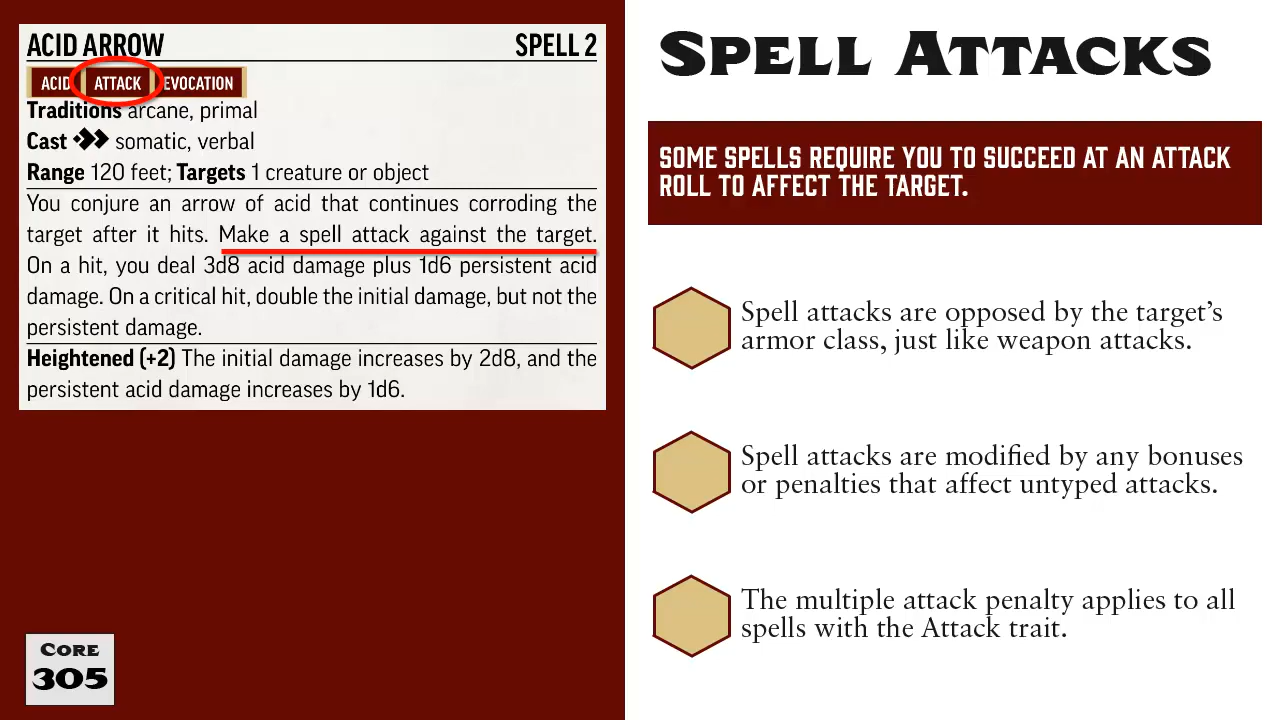 ACID ARROW SPELL 2
ACID ATTACK EVOCATION
Traditions arcane, primal
Cast somatic, verbal
Range 120 feet; Targets 1 creature or object
You conjure an arrow of acid that continues corroding the
target after it hits. Make a spell attack against the target.
On a hit, you deal 3d8 acid damage plus 1d6 persistent acid
damage. On a critical hit, double the initial damage, but not the
persistent damage.
Heightened (+2) The initial damage increases by 2d8, and the
persistent acid damage increases by 1d6.
CORE
305
SPELL ATTACKS
SOME SPELLS REQUIRE YOU TO SUCCEED AT AN ATTACK
ROLL TO AFFECT THE TARGET.
Spell attacks are opposed by the target’s
armor class, just like weapon attacks.
Spell attacks are modified by any bonuses
or penalties that affect untyped attacks.
The multiple attack penalty applies to all
spells with the Attack trait.